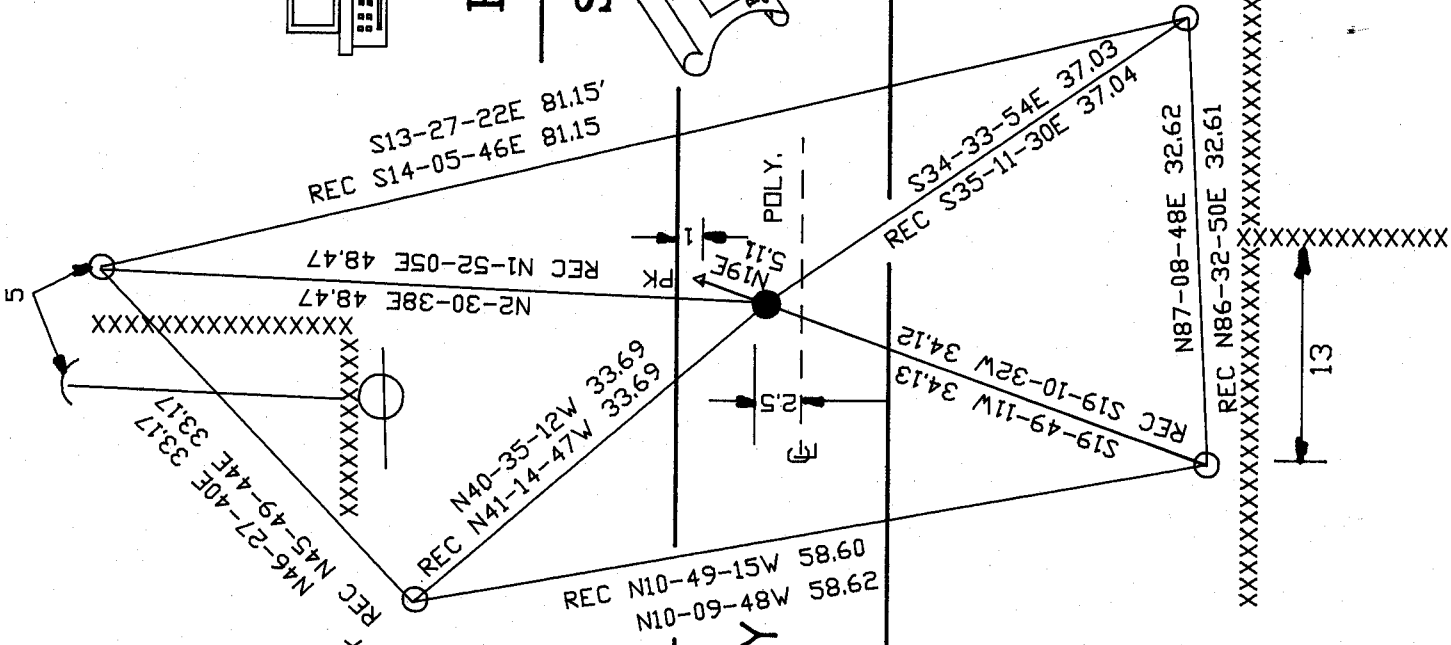 E
S
5
S13-27-22E 81.15'
REC S14-05-46E 81.15
S34-33-54E 37.03
REC S35-11-30E 37.04
POLY.
1
N19E
5.11
PK
REC N1-52-05E 48.47
N2-30-38E 48.47
N87-08-48E 32.62
REC N86-32-50E 32.61
13
2.5
REC S19-10-32W 34.12
S19-49-11W 34.13
N40-35-12W 33.69
REC N41-14-47W 33.69
N46-27-40E 33.17
REC N45-49-44E 33.17
REC N10-49-15W 58.60
N10-09-48W 58.62
Y
XXXXXXXXXXXXXXXXX
XXXXXXXXXXXX